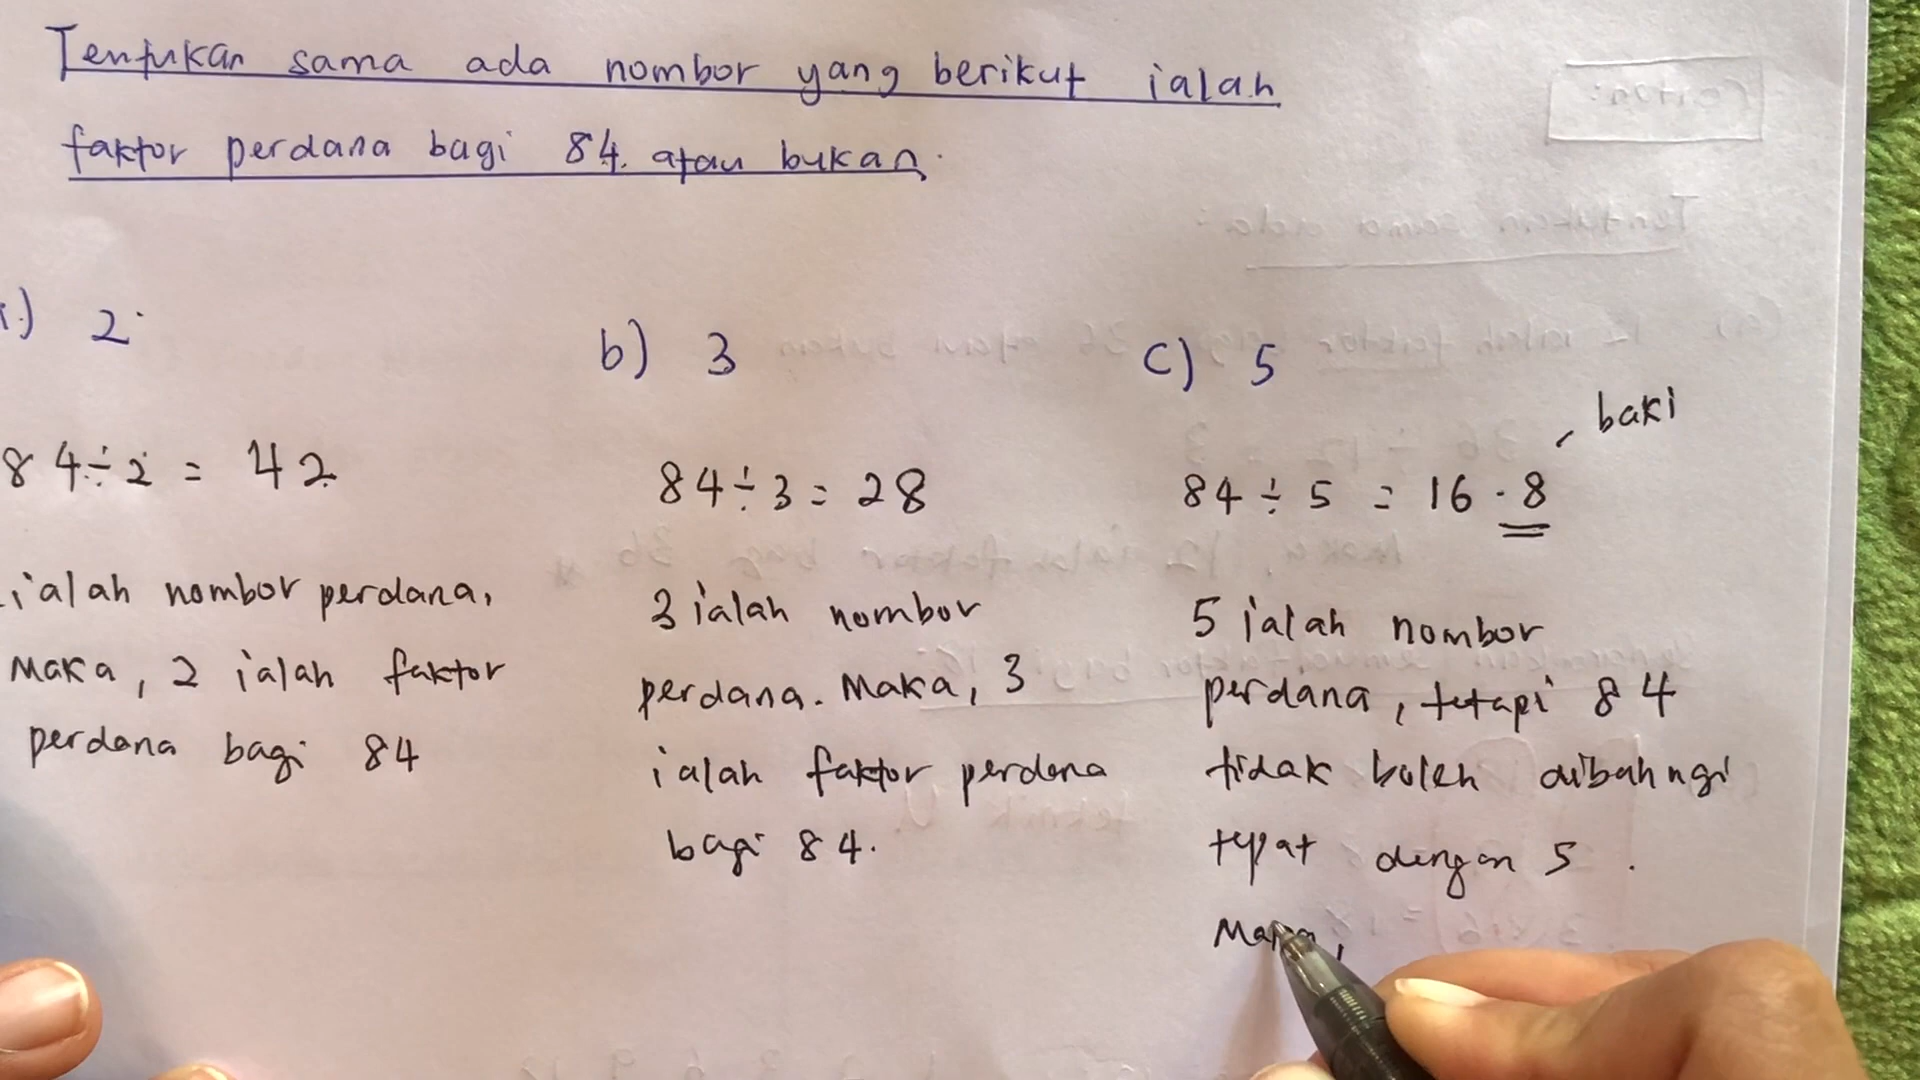 Tentukan sama ada nombor yang berikut ialah
faktor perdana bagi 84. atau bukan.
2
84÷2 = 42
ialah nombor perdana,
Maka, 2 ialah faktor
perdana bagi 84
b) 3
84÷3 = 28
3 ialah nombor
perdana. Maka, 3
ialah faktor perdana
bagi 84.
c) 5
baki
84 ÷ 5 = 16.8
5 ialah nombor
perdana, tetapi 84
tidak boleh dibahngi
tepat dengan 5.
Maka,